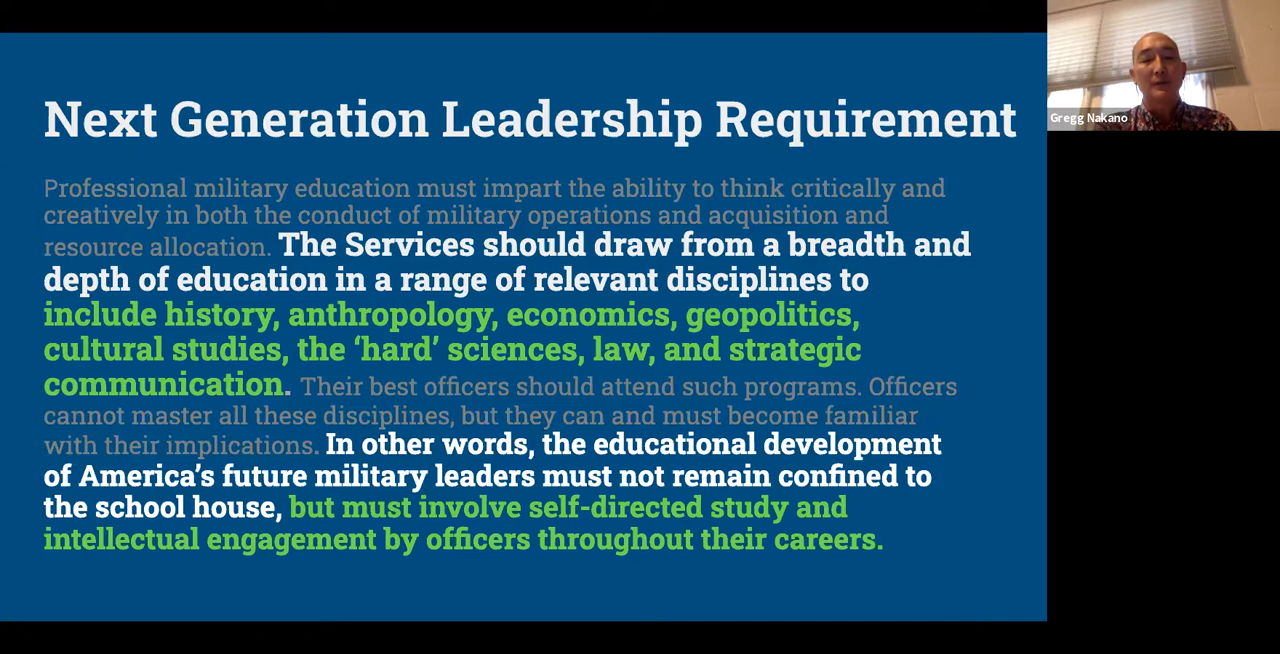 Next Generation Leadership Requirement
Professional military education must impart the ability to think critically and
creatively in both the conduct of military operations and acquisition and
resource allocation. The Services should draw from a breadth and
depth of education in a range of relevant disciplines to
include history, anthropology, economics, geopolitics,
cultural studies, the ‘hard’ sciences, law, and strategic
communication. Their best officers should attend such programs. Officers
cannot master all these disciplines, but they can and must become familiar
with their implications. In other words, the educational development
of America’s future military leaders must not remain confined to
the school house, but must involve self-directed study and
intellectual engagement by officers throughout their careers.
Gregg Nakano